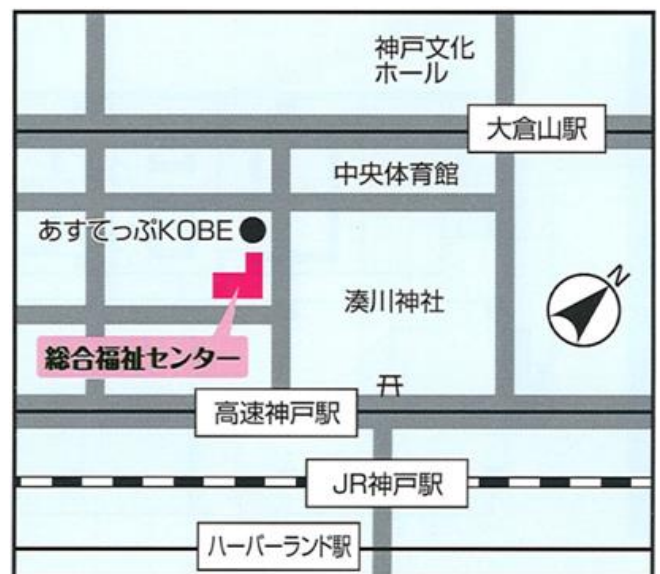 神戸文化
ホール
大倉山駅
中央体育館
あすてっぷKOBE
N
湊川神社
総合福祉センター
高速神戸駅
JR神戸駅
ハーバーランド駅